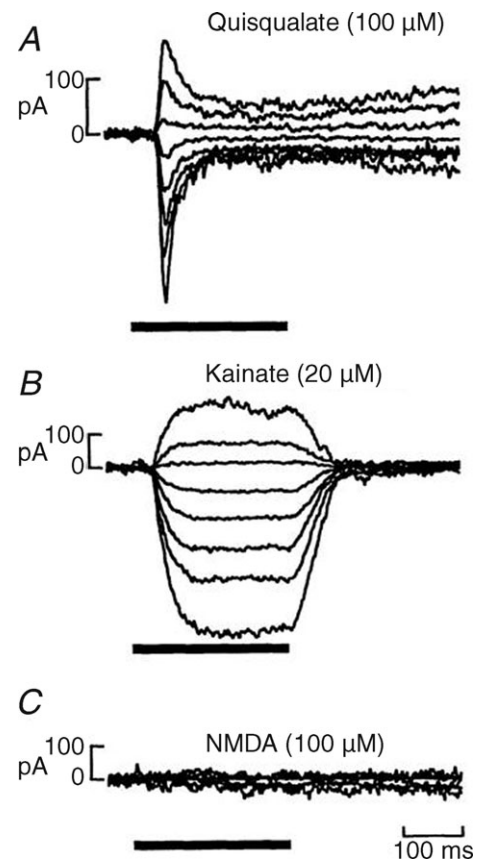 A
Quisqualate (100 µM)
100
pA
0
B
Kainate (20 µM)
100
pA
0
C
NMDA (100 µM)
100
pA
0
100 ms